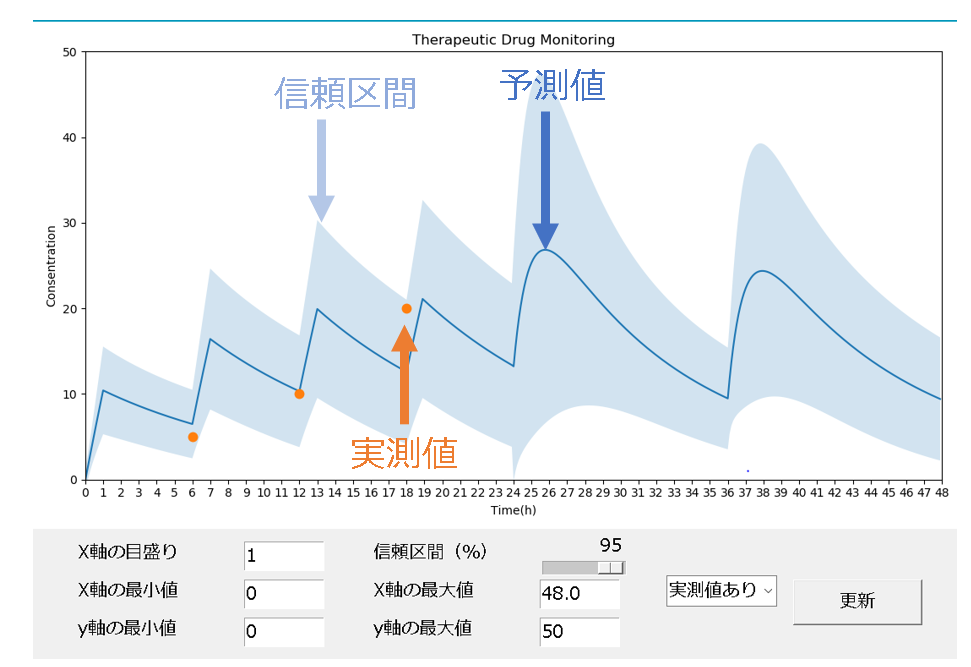 Therapeutic Drug Monitoring
50
40
30
20
10
0
Consentration
信頼区間
予測値
実測値
0 1 2 3 4 5 6 7 8 9 10 11 12 13 14 15 16 17 18 19 20 21 22 23 24 25 26 27 28 29 30 31 32 33 34 35 36 37 38 39 40 41 42 43 44 45 46 47 48
Time(h)
X軸の目盛り 1 信頼区間（%） 95
X軸の最小値 0 X軸の最大値 48.0 実測値あり 更新
y軸の最小値 0 y軸の最大値 50